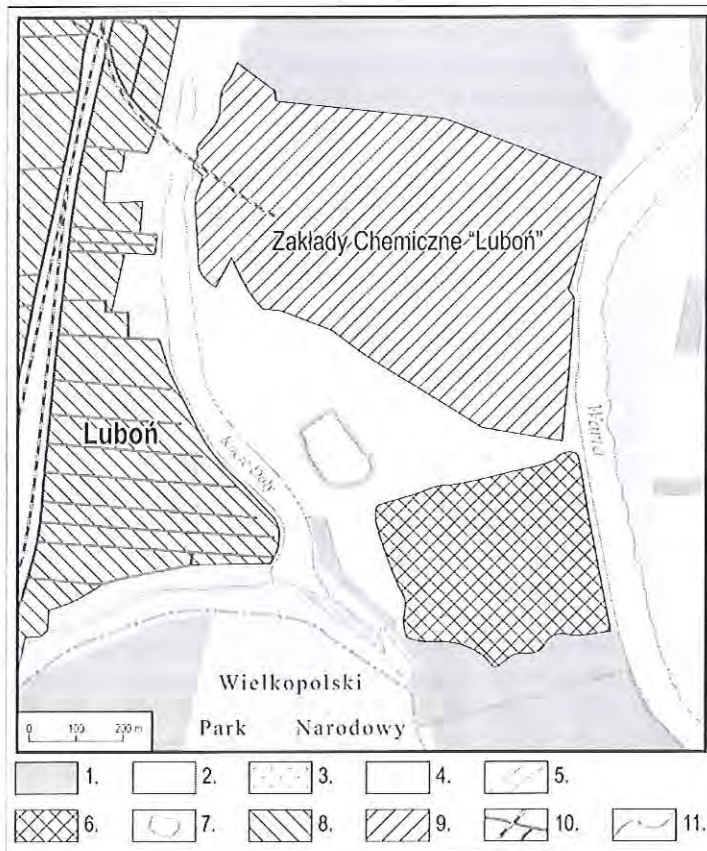 Zakłady Chemiczne "Luboń"
Luboń
Kocie Doły
Warta
Wielkopolski
Park Narodowy
0 100 200 m
1. 2. 3. 4. 5.
6. 7. 8. 9. 10. 11.